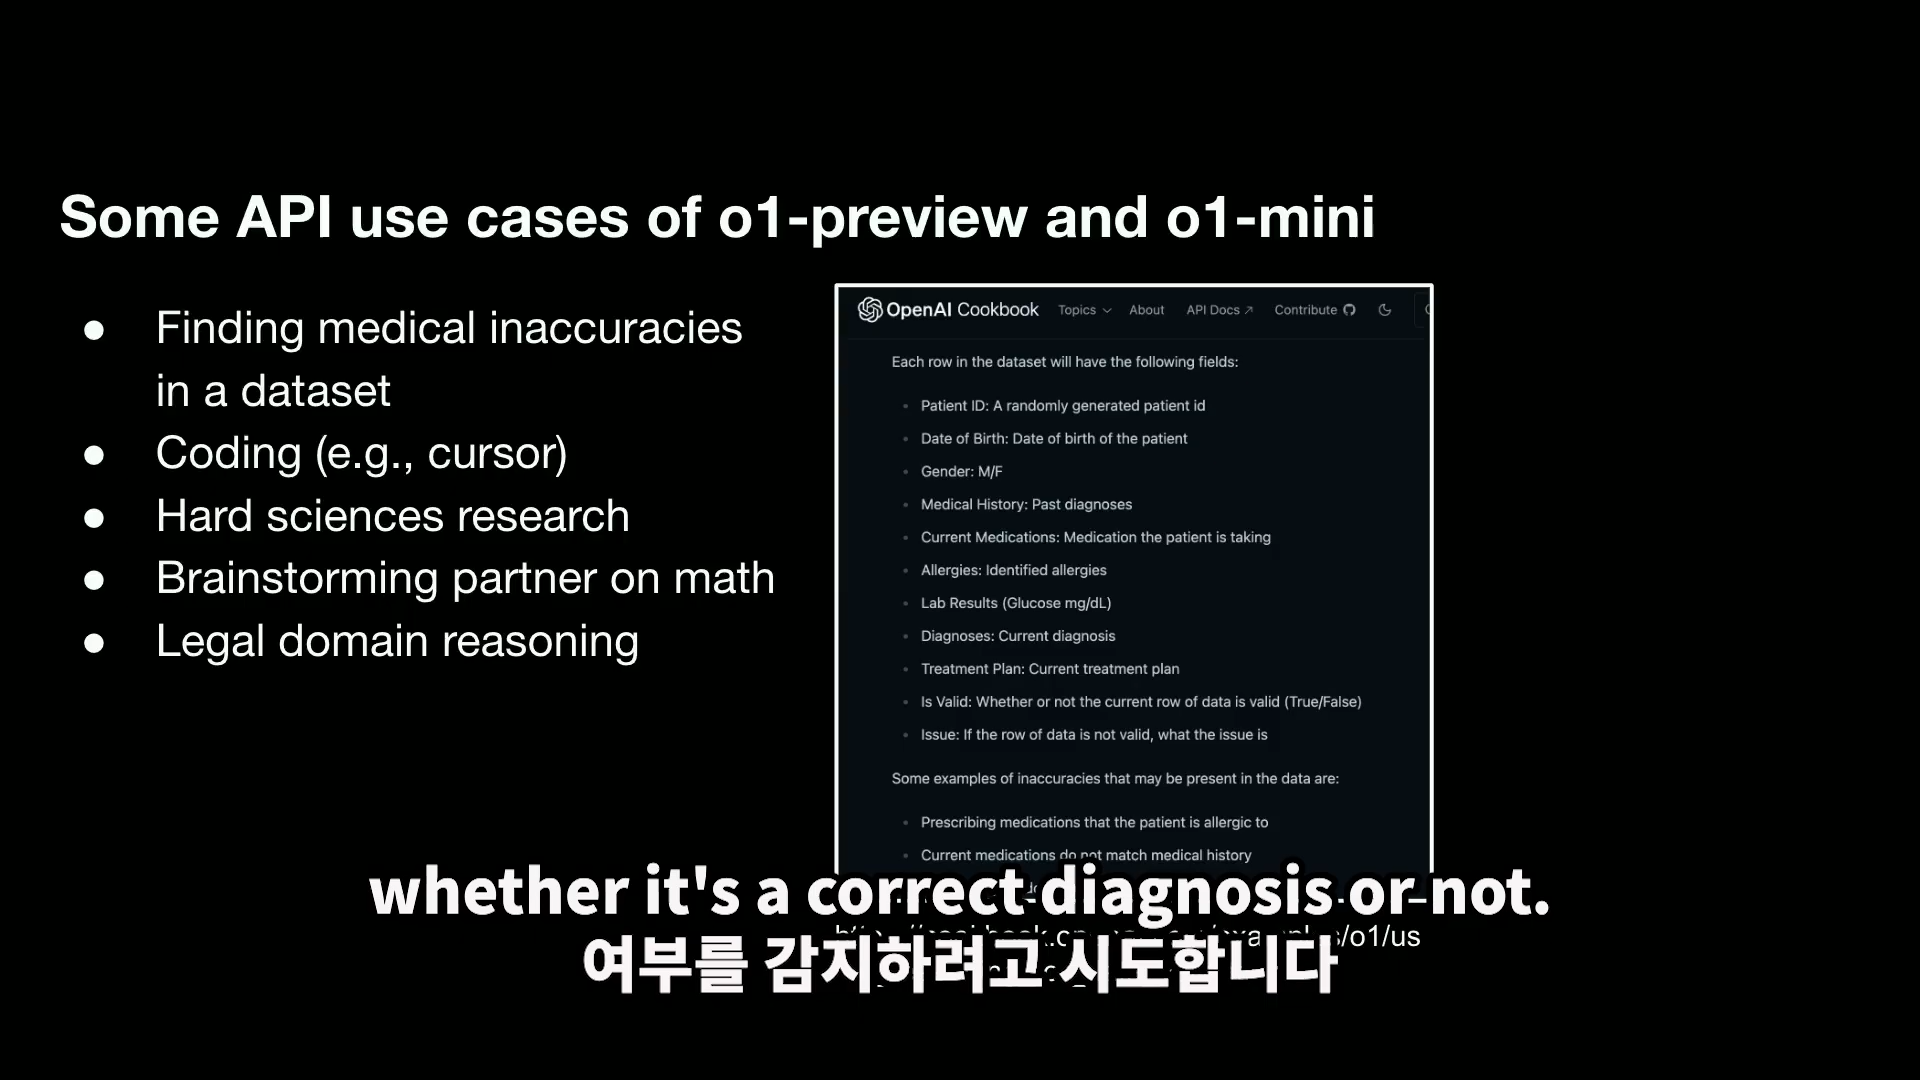 Some API use cases of o1-preview and o1-mini
● Finding medical inaccuracies
in a dataset
● Coding (e.g., cursor)
● Hard sciences research
● Brainstorming partner on math
● Legal domain reasoning
OpenAI Cookbook Topics About API Docs ↗ Contribute
Each row in the dataset will have the following fields:
• Patient ID: A randomly generated patient id
• Date of Birth: Date of birth of the patient
• Gender: M/F
• Medical History: Past diagnoses
• Current Medications: Medication the patient is taking
• Allergies: Identified allergies
• Lab Results (Glucose mg/dL)
• Diagnoses: Current diagnosis
• Treatment Plan: Current treatment plan
• Is Valid: Whether or not the current row of data is valid (True/False)
• Issue: If the row of data is not valid, what the issue is
Some examples of inaccuracies that may be present in the data are:
• Prescribing medications that the patient is allergic to
• Current medications do not match medical history
whether it's a correct diagnosis or not.
/o1/us
여부를 감지하려고 시도합니다